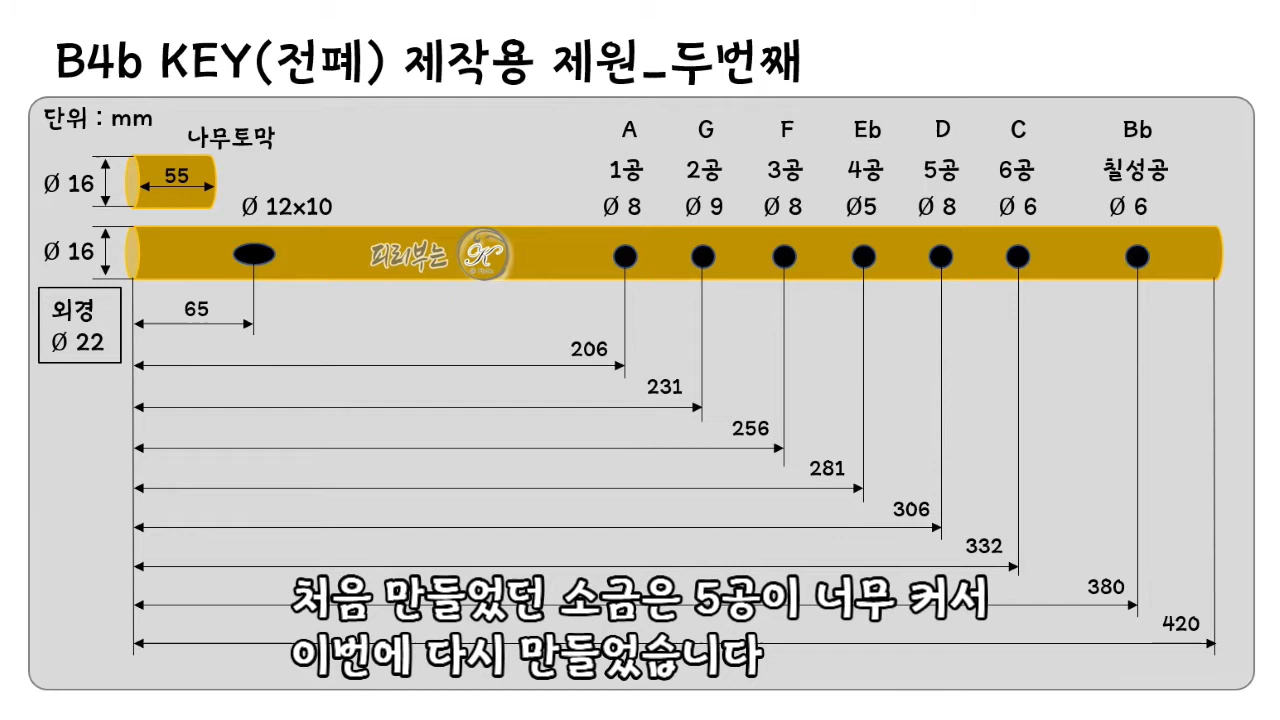 B4b KEY(전폐) 제작용 제원_두번째
단위 : mm
나무토막
A G F Eb D C Bb
Ø 16
55
1공 2공 3공 4공 5공 6공 칠성공
Ø 12x10
Ø 8 Ø 9 Ø 8 Ø5 Ø 8 Ø 6 Ø 6
Ø 16
피리부는 K
외경
Ø 22
65
206
231
256
281
306
332
380
420
처음 만들었던 소금은 5공이 너무 커서
이번에 다시 만들었습니다